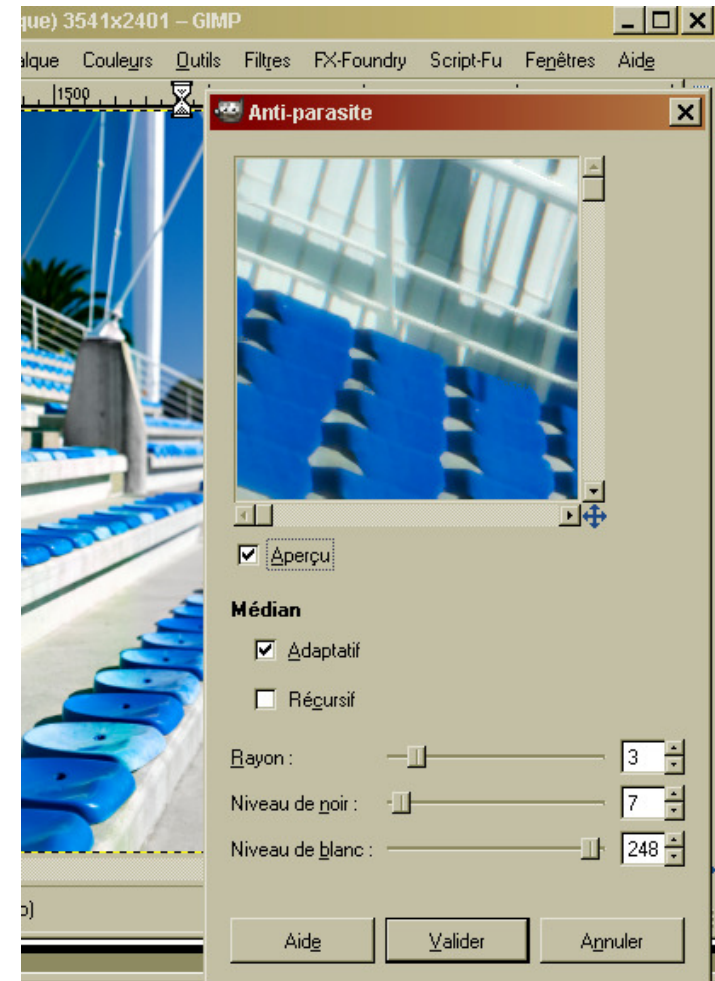 que) 3541x2401 – GIMP
alque Couleurs Outils Filtres FX-Foundry Script-Fu Fenêtres Aide
1500
Anti-parasite
Aperçu
Médian
Adaptatif
Récursif
Rayon : 3
Niveau de noir : 7
Niveau de blanc : 248
o)
Aide Valider Annuler